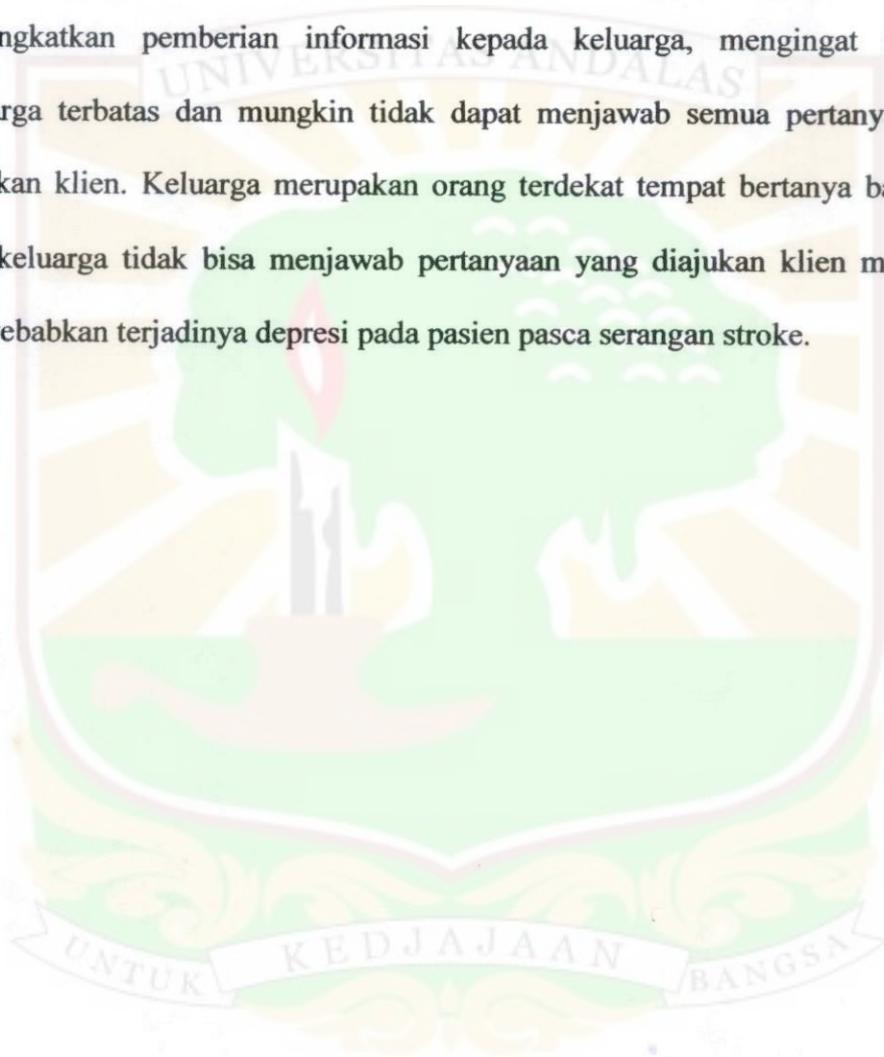 ngkatkan pemberian informasi kepada keluarga, mengingat
UNIVERSITAS ANDALAS
rga terbatas dan mungkin tidak dapat menjawab semua pertany
kan klien. Keluarga merupakan orang terdekat tempat bertanya ba
keluarga tidak bisa menjawab pertanyaan yang diajukan klien m
ebabkan terjadinya depresi pada pasien pasca serangan stroke.
UNTUK KEDJAJAAN BANGSA